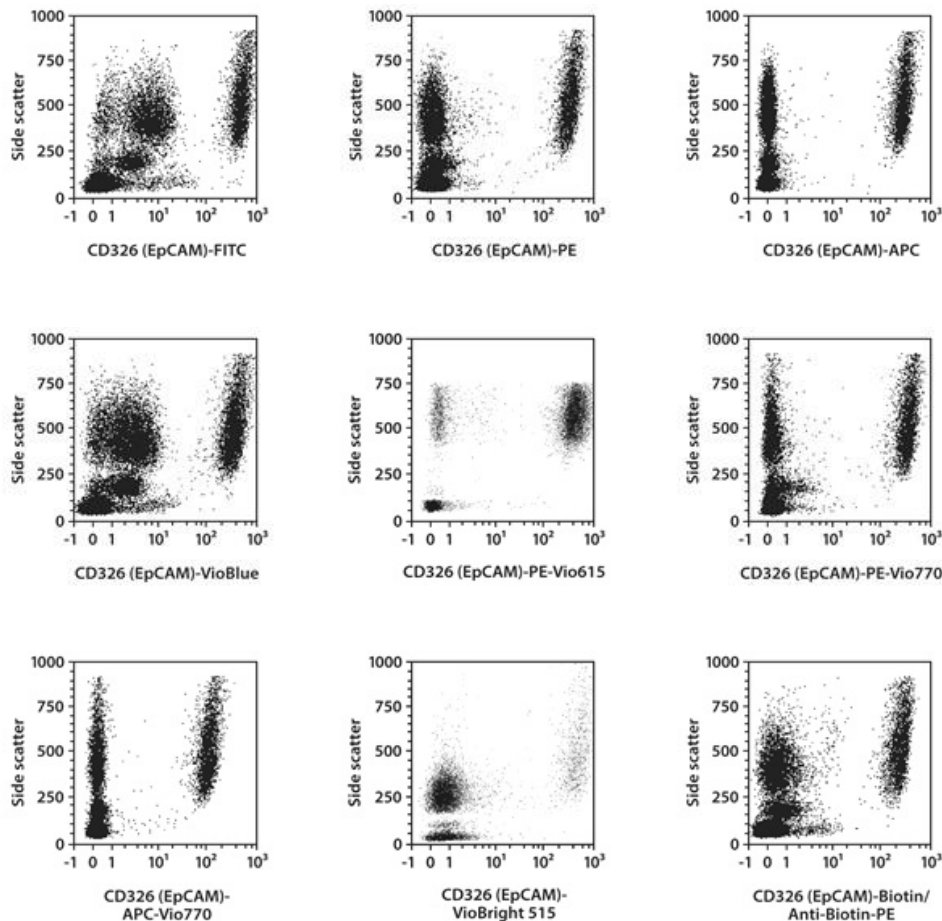 1000 1000 1000
750 750 750
Side scatter Side scatter Side scatter
500 500 500
250 250 250
0 0 0
-1 0 1 10¹ 10² 10³ -1 0 1 10¹ 10² 10³ -1 0 1 10¹ 10² 10³
CD326 (EpCAM)-FITC CD326 (EpCAM)-PE CD326 (EpCAM)-APC
1000 1000 1000
750 750 750
Side scatter Side scatter Side scatter
500 500 500
250 250 250
0 0 0
-1 0 1 10¹ 10² 10³ -1 0 1 10¹ 10² 10³ -1 0 1 10¹ 10² 10³
CD326 (EpCAM)-VioBlue CD326 (EpCAM)-PE-Vio615 CD326 (EpCAM)-PE-Vio770
1000 1000 1000
750 750 750
Side scatter Side scatter Side scatter
500 500 500
250 250 250
0 0 0
-1 0 1 10¹ 10² 10³ -1 0 1 10¹ 10² 10³ -1 0 1 10¹ 10² 10³
CD326 (EpCAM)- CD326 (EpCAM)- CD326 (EpCAM)-Biotin/
APC-Vio770 VioBright 515 Anti-Biotin-PE